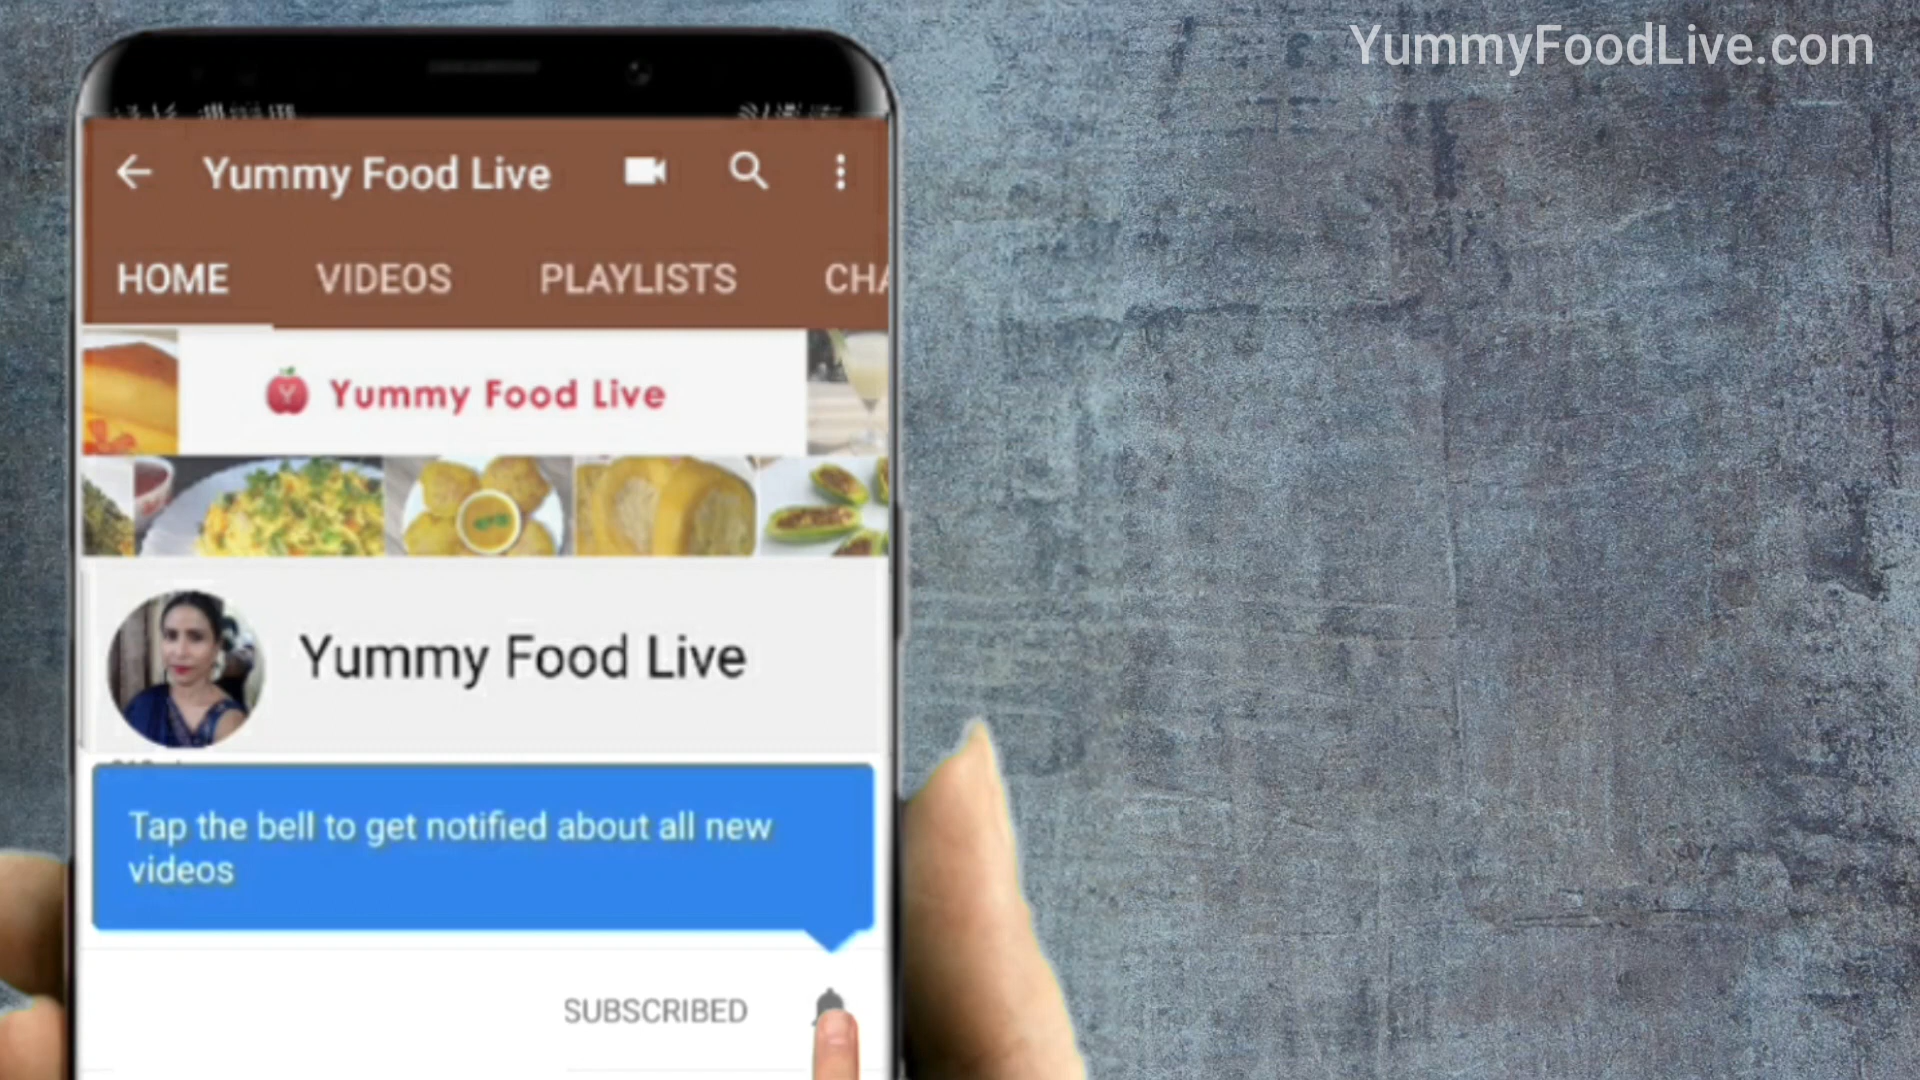 YummyFoodLive.com
Yummy Food Live
HOME VIDEOS PLAYLISTS CHA
Yummy Food Live
Yummy Food Live
Tap the bell to get notified about all new
videos
SUBSCRIBED